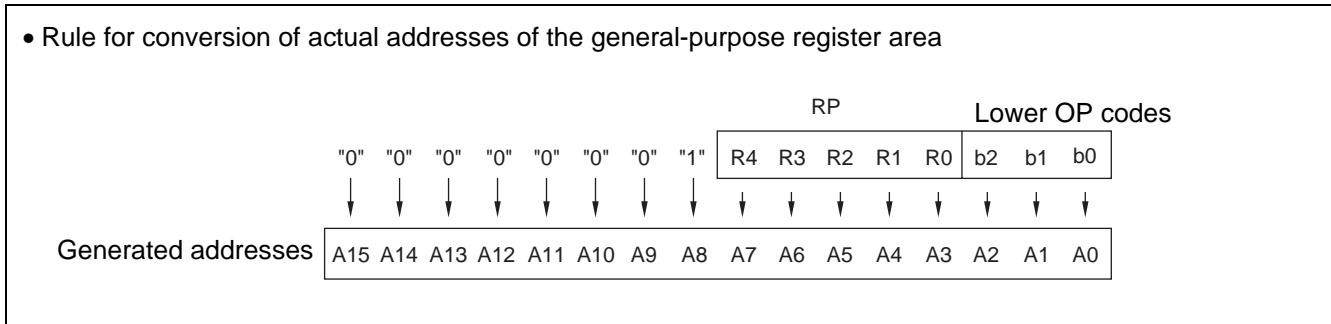 • Rule for conversion of actual addresses of the general-purpose register area
RP
Lower OP codes
"0" "0" "0" "0" "0" "0" "0" "1" R4 R3 R2 R1 R0 b2 b1 b0
Generated addresses A15 A14 A13 A12 A11 A10 A9 A8 A7 A6 A5 A4 A3 A2 A1 A0